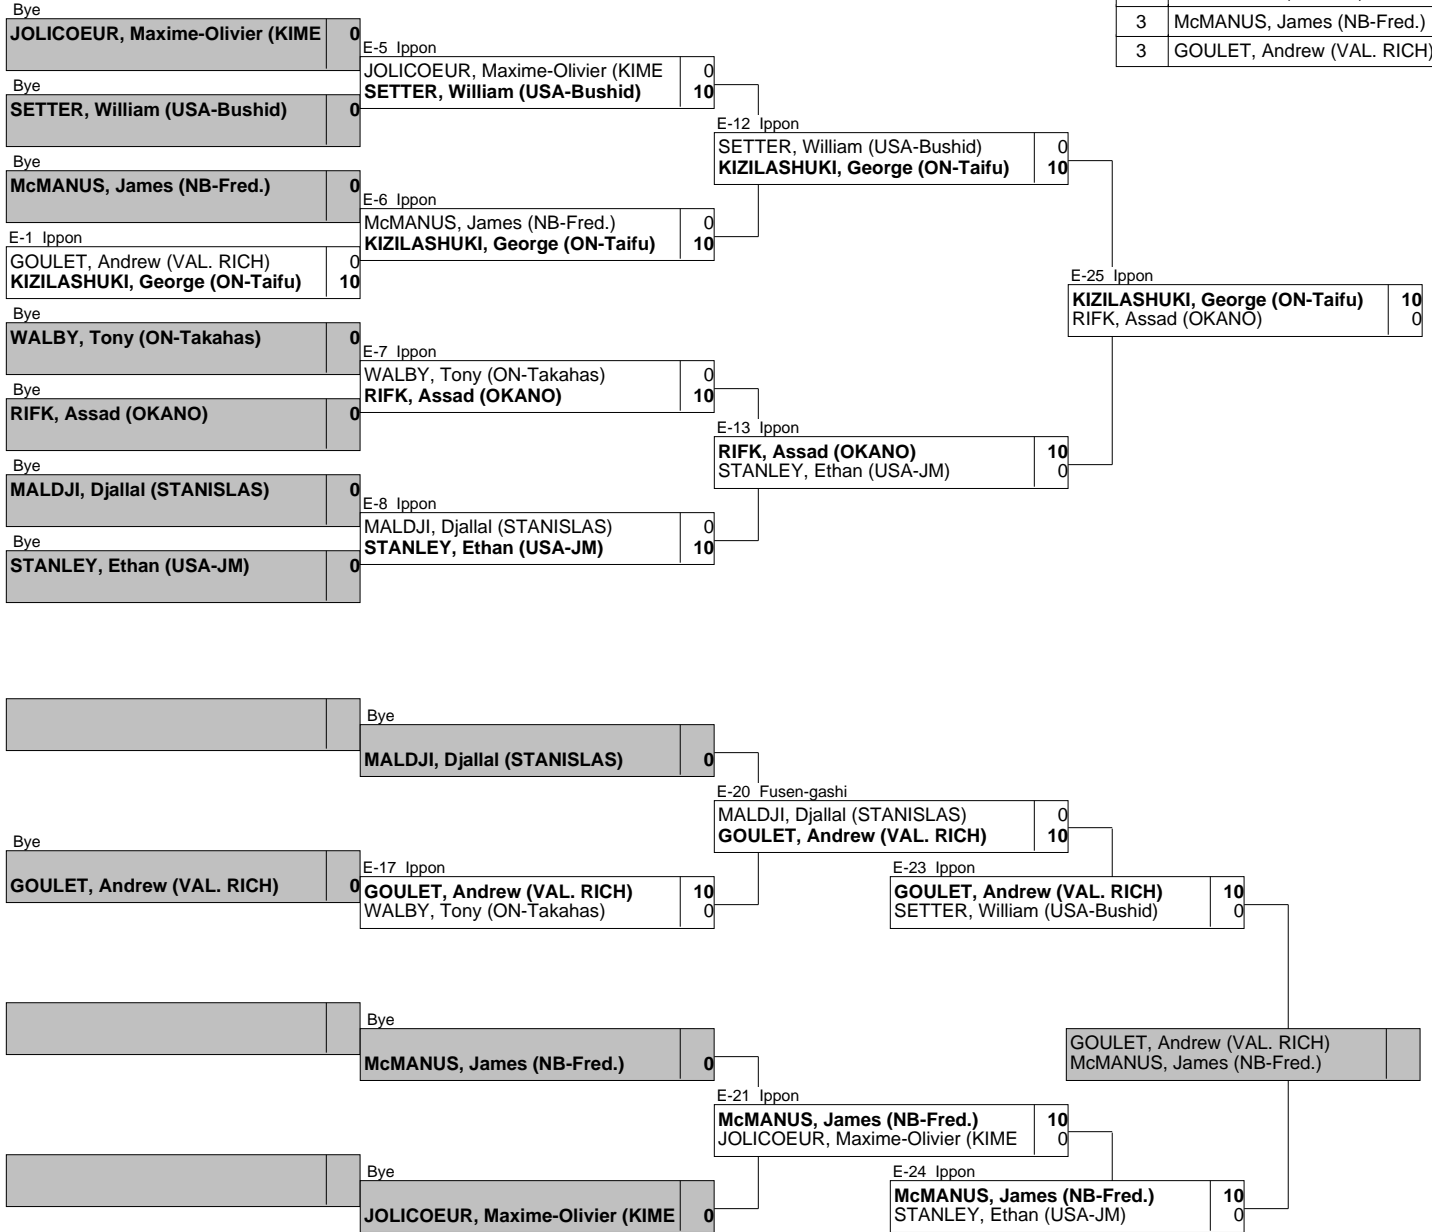 3 McMANUS, James (NB-Fred.)
3 GOULET, Andrew (VAL. RICH)
Bye
JOLICOEUR, Maxime-Olivier (KIME 0
Bye
SETTER, William (USA-Bushid) 0
Bye
McMANUS, James (NB-Fred.) 0
E-1 Ippon
GOULET, Andrew (VAL. RICH) 0
KIZILASHUKI, George (ON-Taifu) 10
Bye
WALBY, Tony (ON-Takahas) 0
Bye
RIFK, Assad (OKANO) 0
Bye
MALDJI, Djallal (STANISLAS) 0
Bye
STANLEY, Ethan (USA-JM) 0
E-5 Ippon
JOLICOEUR, Maxime-Olivier (KIME 0
SETTER, William (USA-Bushid) 10
E-6 Ippon
McMANUS, James (NB-Fred.) 0
KIZILASHUKI, George (ON-Taifu) 10
E-7 Ippon
WALBY, Tony (ON-Takahas) 0
RIFK, Assad (OKANO) 10
E-8 Ippon
MALDJI, Djallal (STANISLAS) 0
STANLEY, Ethan (USA-JM) 10
E-12 Ippon
SETTER, William (USA-Bushid) 0
KIZILASHUKI, George (ON-Taifu) 10
E-13 Ippon
RIFK, Assad (OKANO) 10
STANLEY, Ethan (USA-JM) 0
E-25 Ippon
KIZILASHUKI, George (ON-Taifu) 10
RIFK, Assad (OKANO) 0
Bye
GOULET, Andrew (VAL. RICH) 0
Bye
MALDJI, Djallal (STANISLAS) 0
E-17 Ippon
GOULET, Andrew (VAL. RICH) 10
WALBY, Tony (ON-Takahas) 0
Bye
McMANUS, James (NB-Fred.) 0
Bye
JOLICOEUR, Maxime-Olivier (KIME 0
E-20 Fusen-gashi
MALDJI, Djallal (STANISLAS) 0
GOULET, Andrew (VAL. RICH) 10
E-21 Ippon
McMANUS, James (NB-Fred.) 10
JOLICOEUR, Maxime-Olivier (KIME 0
E-23 Ippon
GOULET, Andrew (VAL. RICH) 10
SETTER, William (USA-Bushid) 0
E-24 Ippon
McMANUS, James (NB-Fred.) 10
STANLEY, Ethan (USA-JM) 0
GOULET, Andrew (VAL. RICH)
McMANUS, James (NB-Fred.)